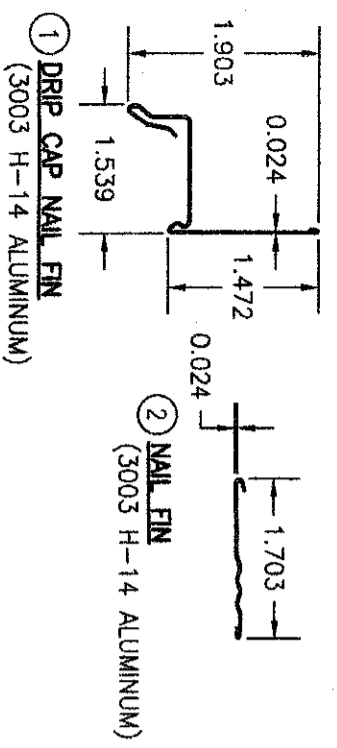 1.903
0.024
1.472
1.539
① DRIP CAP NAIL FIN
(3003 H-14 ALUMINUM)
0.024
1.703
② NAIL FIN
(3003 H-14 ALUMINUM)